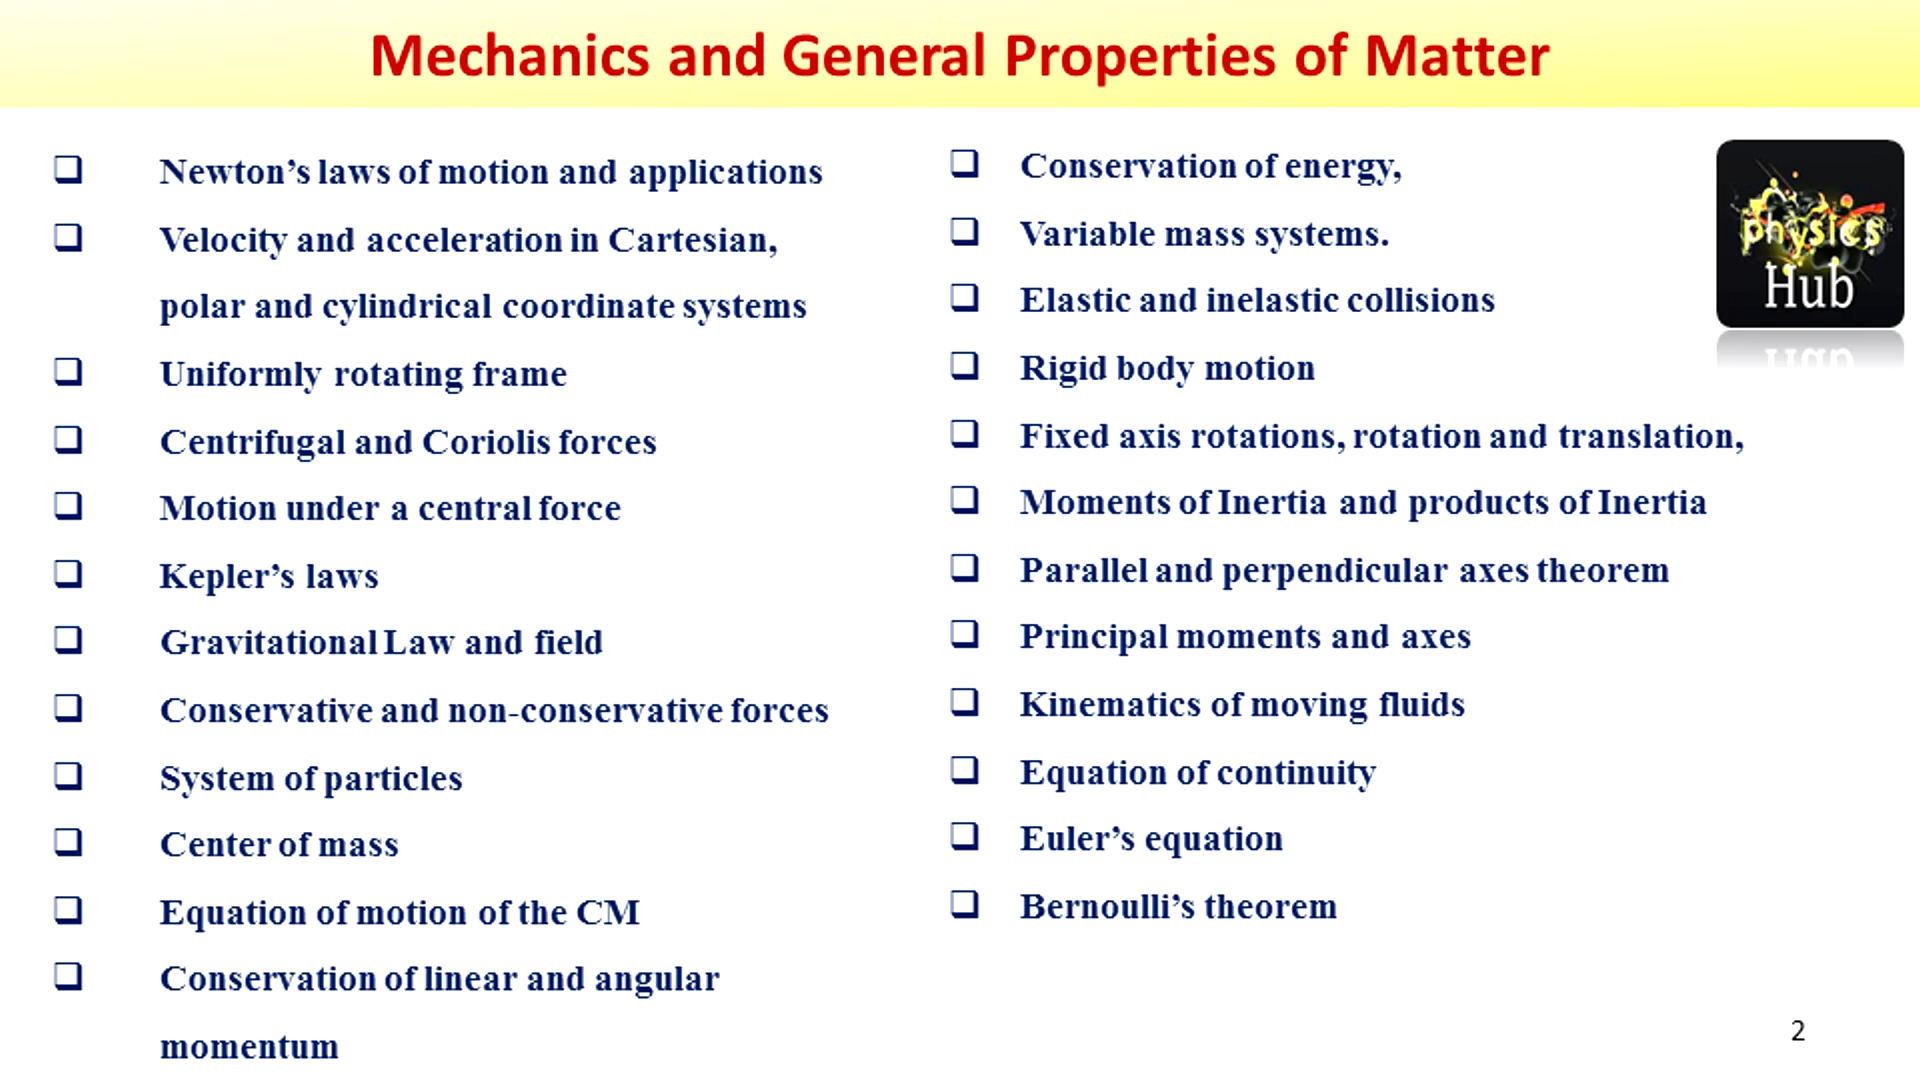 Mechanics and General Properties of Matter
❑ Newton’s laws of motion and applications
❑ Velocity and acceleration in Cartesian,
polar and cylindrical coordinate systems
❑ Uniformly rotating frame
❑ Centrifugal and Coriolis forces
❑ Motion under a central force
❑ Kepler’s laws
❑ Gravitational Law and field
❑ Conservative and non-conservative forces
❑ System of particles
❑ Center of mass
❑ Equation of motion of the CM
❑ Conservation of linear and angular
momentum
❑ Conservation of energy,
❑ Variable mass systems.
❑ Elastic and inelastic collisions
❑ Rigid body motion
❑ Fixed axis rotations, rotation and translation,
❑ Moments of Inertia and products of Inertia
❑ Parallel and perpendicular axes theorem
❑ Principal moments and axes
❑ Kinematics of moving fluids
❑ Equation of continuity
❑ Euler’s equation
❑ Bernoulli’s theorem
physics
Hub
2